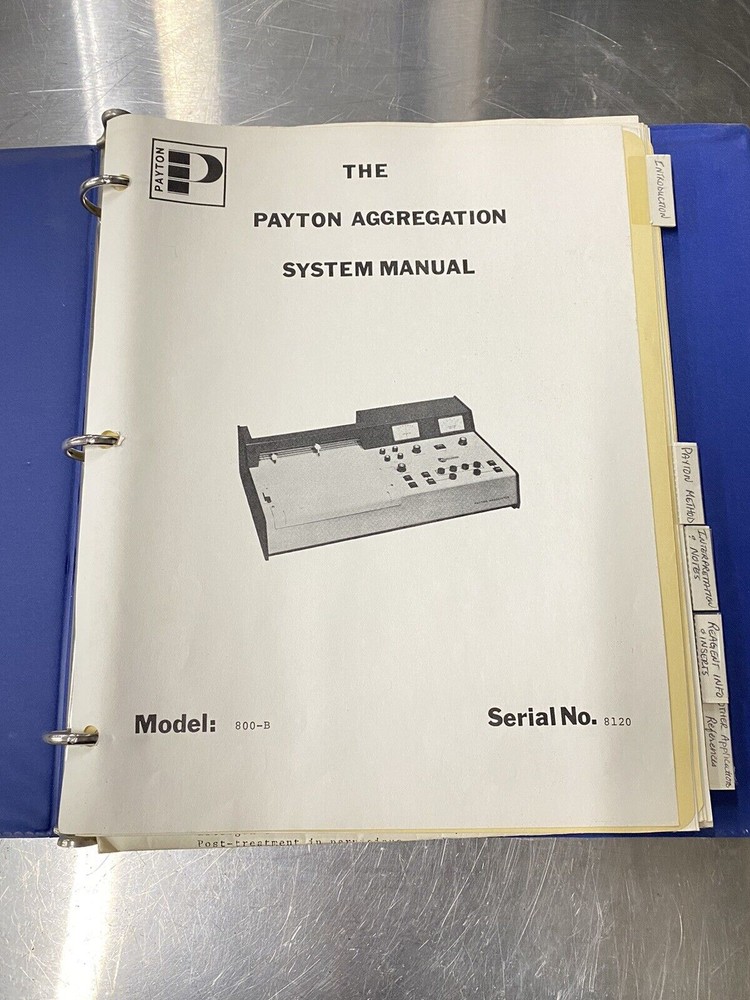 PAYTON
THE
PAYTON AGGREGATION
SYSTEM MANUAL
Model: 800-B
Serial No. 8120
INTRODUCTION
PAYTON METHOD
INTERPRETATION
& NOTES
REAGENT INFO
& INSERTS
References
Post-treatment in